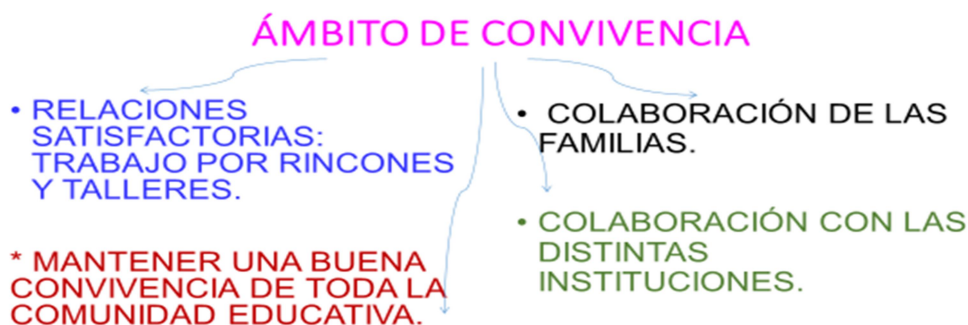 ÁMBITO DE CONVIVENCIA
• RELACIONES
SATISFACTORIAS:
TRABAJO POR RINCONES
Y TALLERES.
* MANTENER UNA BUENA
CONVIVENCIA DE TODA LA
COMUNIDAD EDUCATIVA.
• COLABORACIÓN DE LAS
FAMILIAS.
• COLABORACIÓN CON LAS
DISTINTAS
INSTITUCIONES.